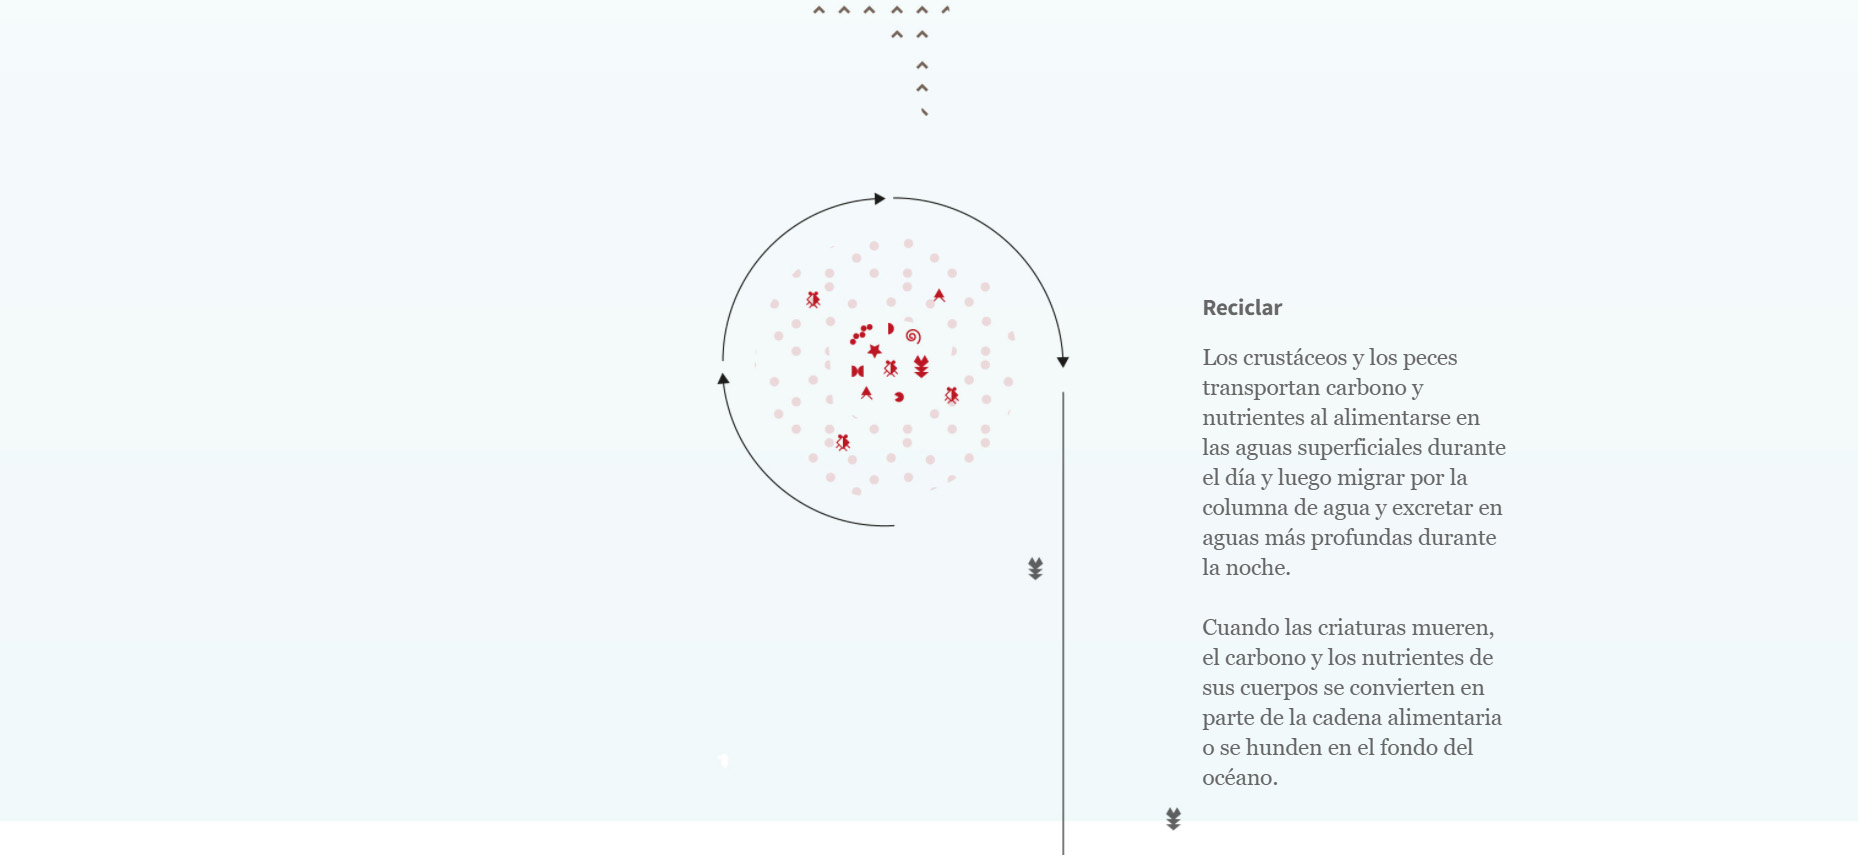 Reciclar
Los crustáceos y los peces
transportan carbono y
nutrientes al alimentarse en
las aguas superficiales durante
el día y luego migrar por la
columna de agua y excretar en
aguas más profundas durante
la noche.
Cuando las criaturas mueren,
el carbono y los nutrientes de
sus cuerpos se convierten en
parte de la cadena alimentaria
o se hunden en el fondo del
océano.